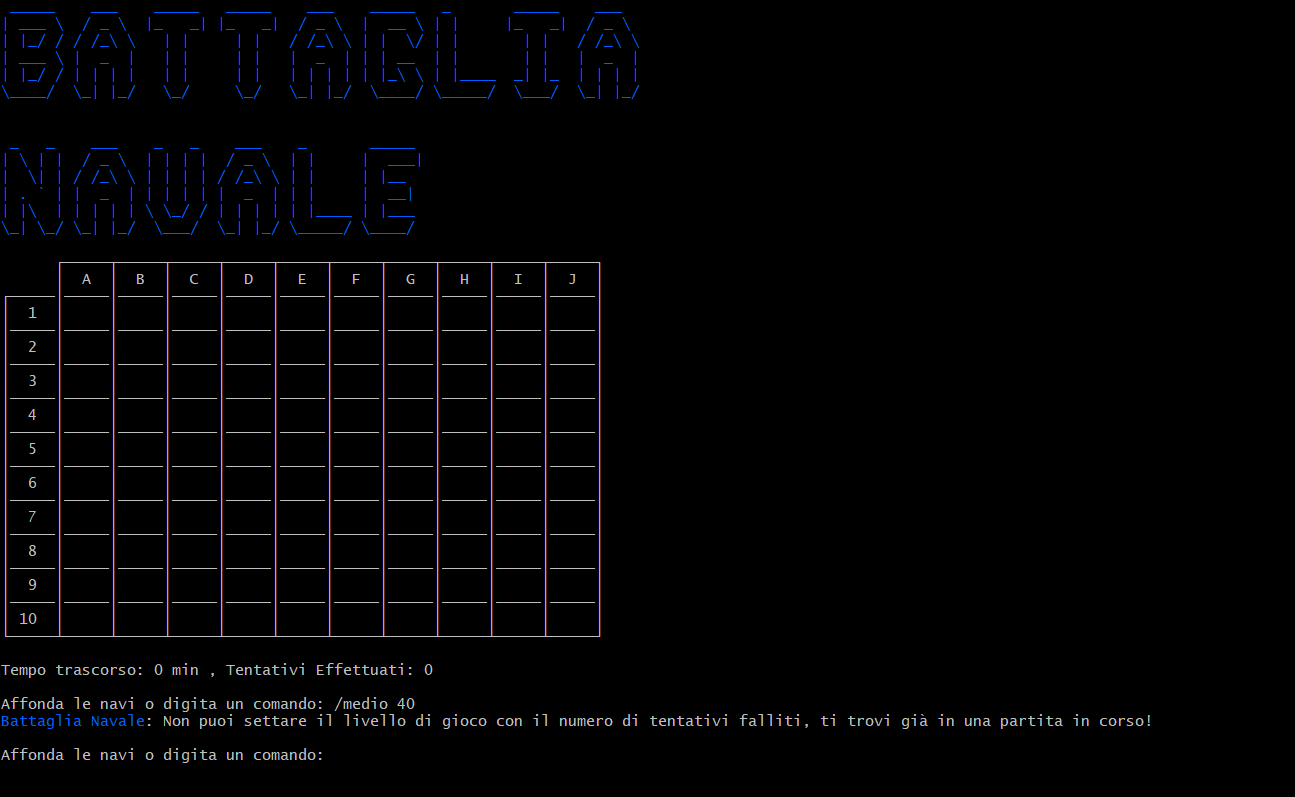 BATTAGLIA
NAVALE
A B C D E F G H I J
1
2
3
4
5
6
7
8
9
10
Tempo trascorso: 0 min , Tentativi Effettuati: 0
Affonda le navi o digita un comando: /medio 40
Battaglia Navale: Non puoi settare il livello di gioco con il numero di tentativi falliti, ti trovi già in una partita in corso!
Affonda le navi o digita un comando: